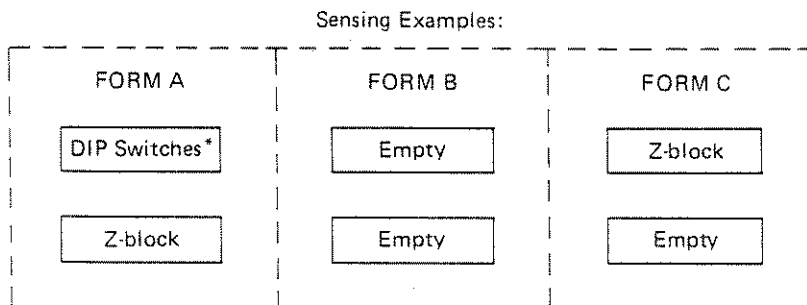 Sensing Examples:
FORM A
FORM B
FORM C
DIP Switches*
Empty
Z-block
Z-block
Empty
Empty